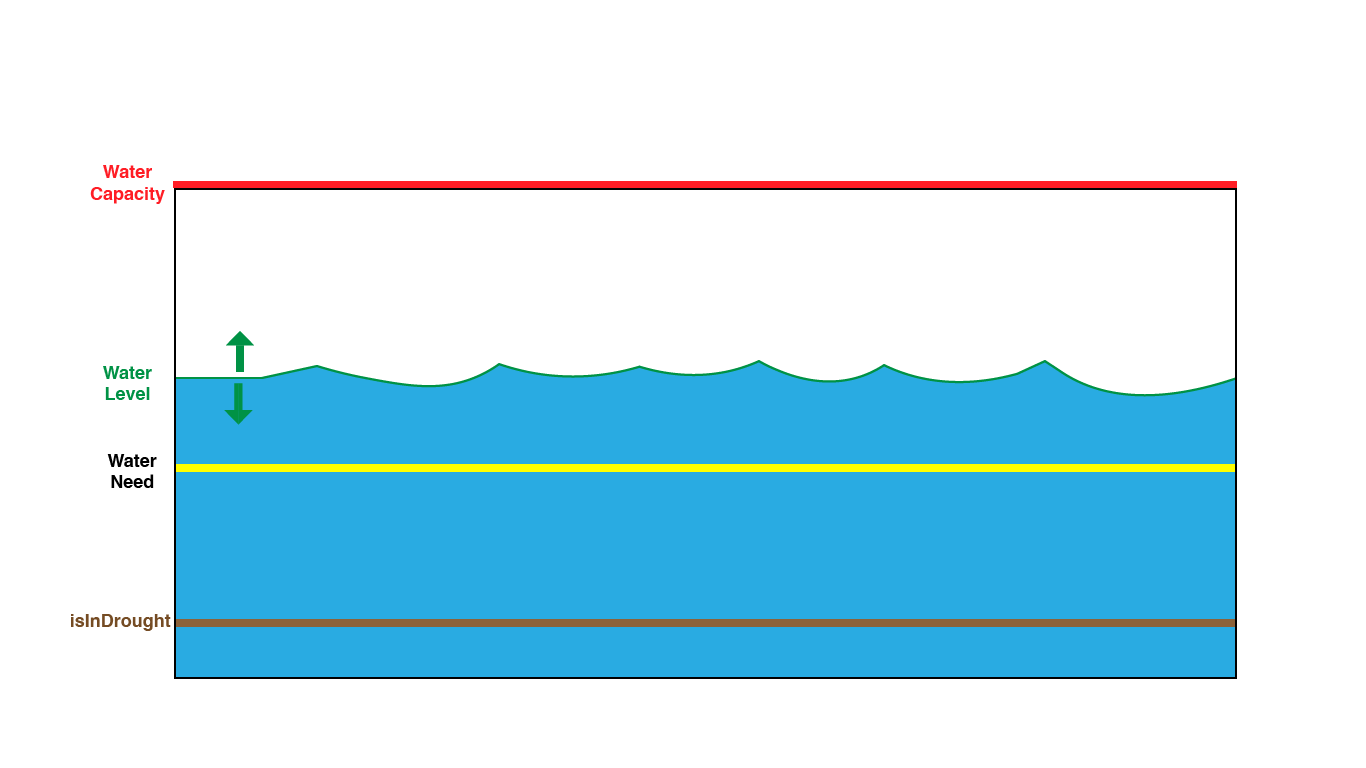 Water
Capacity
Water
Level
Water
Need
isInDrought